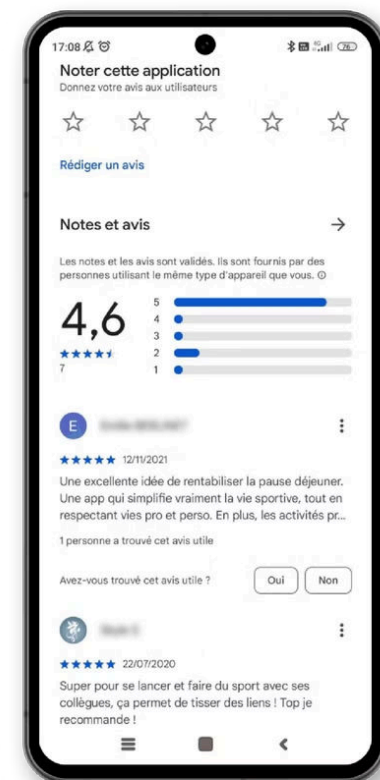 17:08
Noter cette application
Donnez votre avis aux utilisateurs
Rédiger un avis
Notes et avis
Les notes et les avis sont validés. Ils sont fournis par des
personnes utilisant le même type d'appareil que vous.
4,6
7
5
4
3
2
1
E
12/11/2021
Une excellente idée de rentabiliser la pause déjeuner.
Une app qui simplifie vraiment la vie sportive, tout en
respectant vies pro et perso. En plus, les activités pr...
1 personne a trouvé cet avis utile
Avez-vous trouvé cet avis utile ?
Oui
Non
22/07/2020
Super pour se lancer et faire du sport avec ses
collègues, ça permet de tisser des liens ! Top je
recommande !